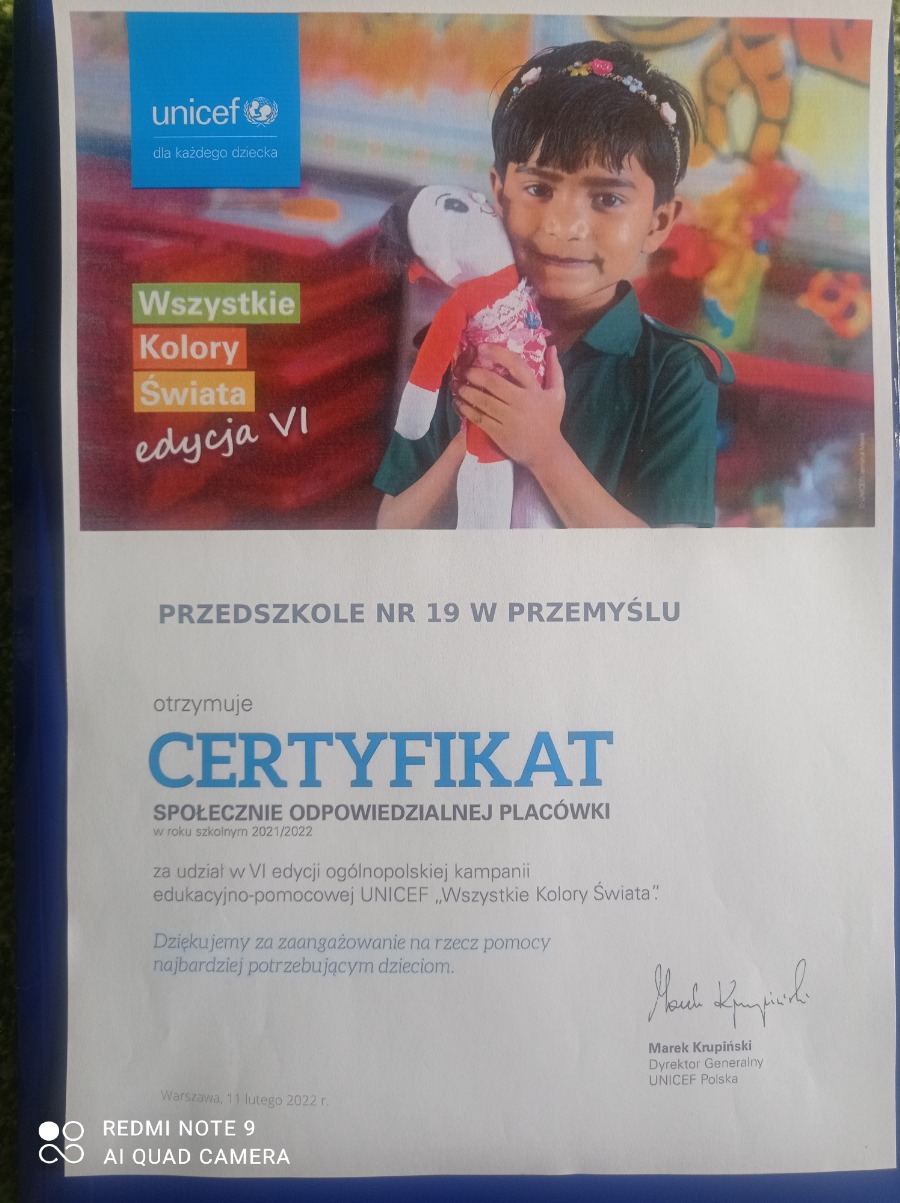 unicef
dla każdego dziecka
Wszystkie
Kolory
Świata
edycja VI
PRZEDSZKOLE NR 19 W PRZEMYŚLU
otrzymuje
CERTYFIKAT
SPOŁECZNIE ODPOWIEDZIALNEJ PLACÓWKI
w roku szkolnym 2021/2022
za udział w VI edycji ogólnopolskiej kampanii
edukacyjno-pomocowej UNICEF „Wszystkie Kolory Świata”.
Dziękujemy za zaangażowanie na rzecz pomocy
najbardziej potrzebującym dzieciom.
Marek Krupiński
Marek Krupiński
Dyrektor Generalny
UNICEF Polska
Warszawa, 11 lutego 2022 r.
REDMI NOTE 9
AI QUAD CAMERA